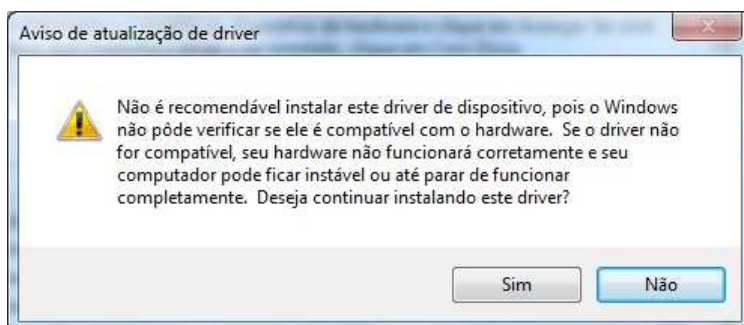 Aviso de atualização de driver
Não é recomendável instalar este driver de dispositivo, pois o Windows
não pôde verificar se ele é compatível com o hardware.  Se o driver não
for compatível, seu hardware não funcionará corretamente e seu
computador pode ficar instável ou até parar de funcionar
completamente.  Deseja continuar instalando este driver?
Sim
Não